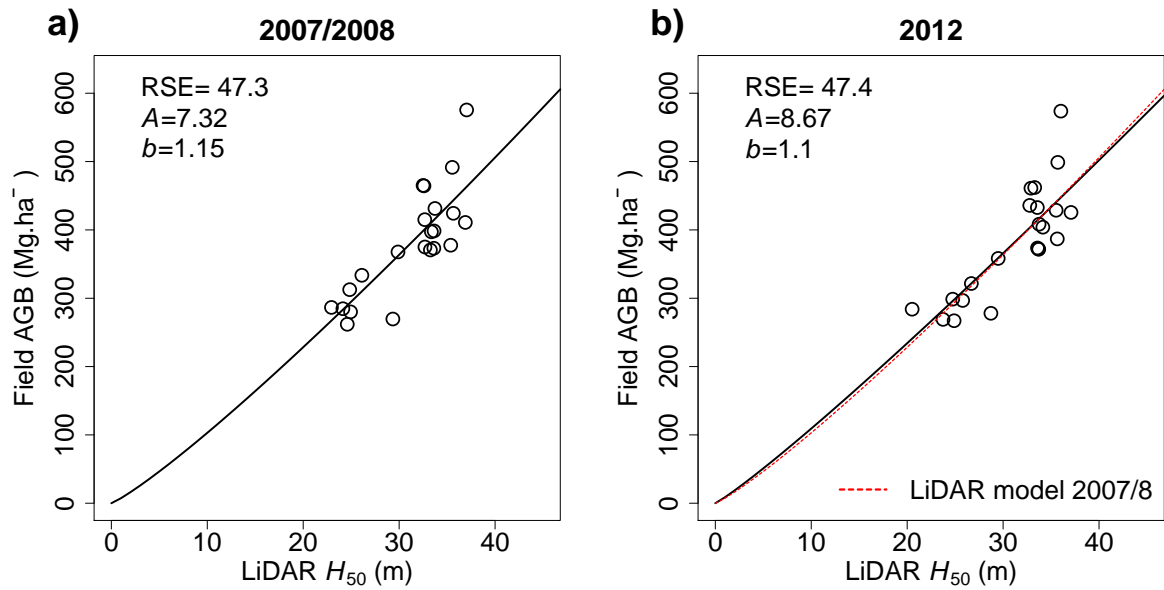 a)
2007/2008
RSE= 47.3
A=7.32
b=1.15
Field AGB (Mg.ha⁻ )
0 100 200 300 400 500 600
0 10 20 30 40
LiDAR H₅₀ (m)
b)
2012
RSE= 47.4
A=8.67
b=1.1
Field AGB (Mg.ha⁻ )
0 100 200 300 400 500 600
LiDAR model 2007/8
0 10 20 30 40
LiDAR H₅₀ (m)